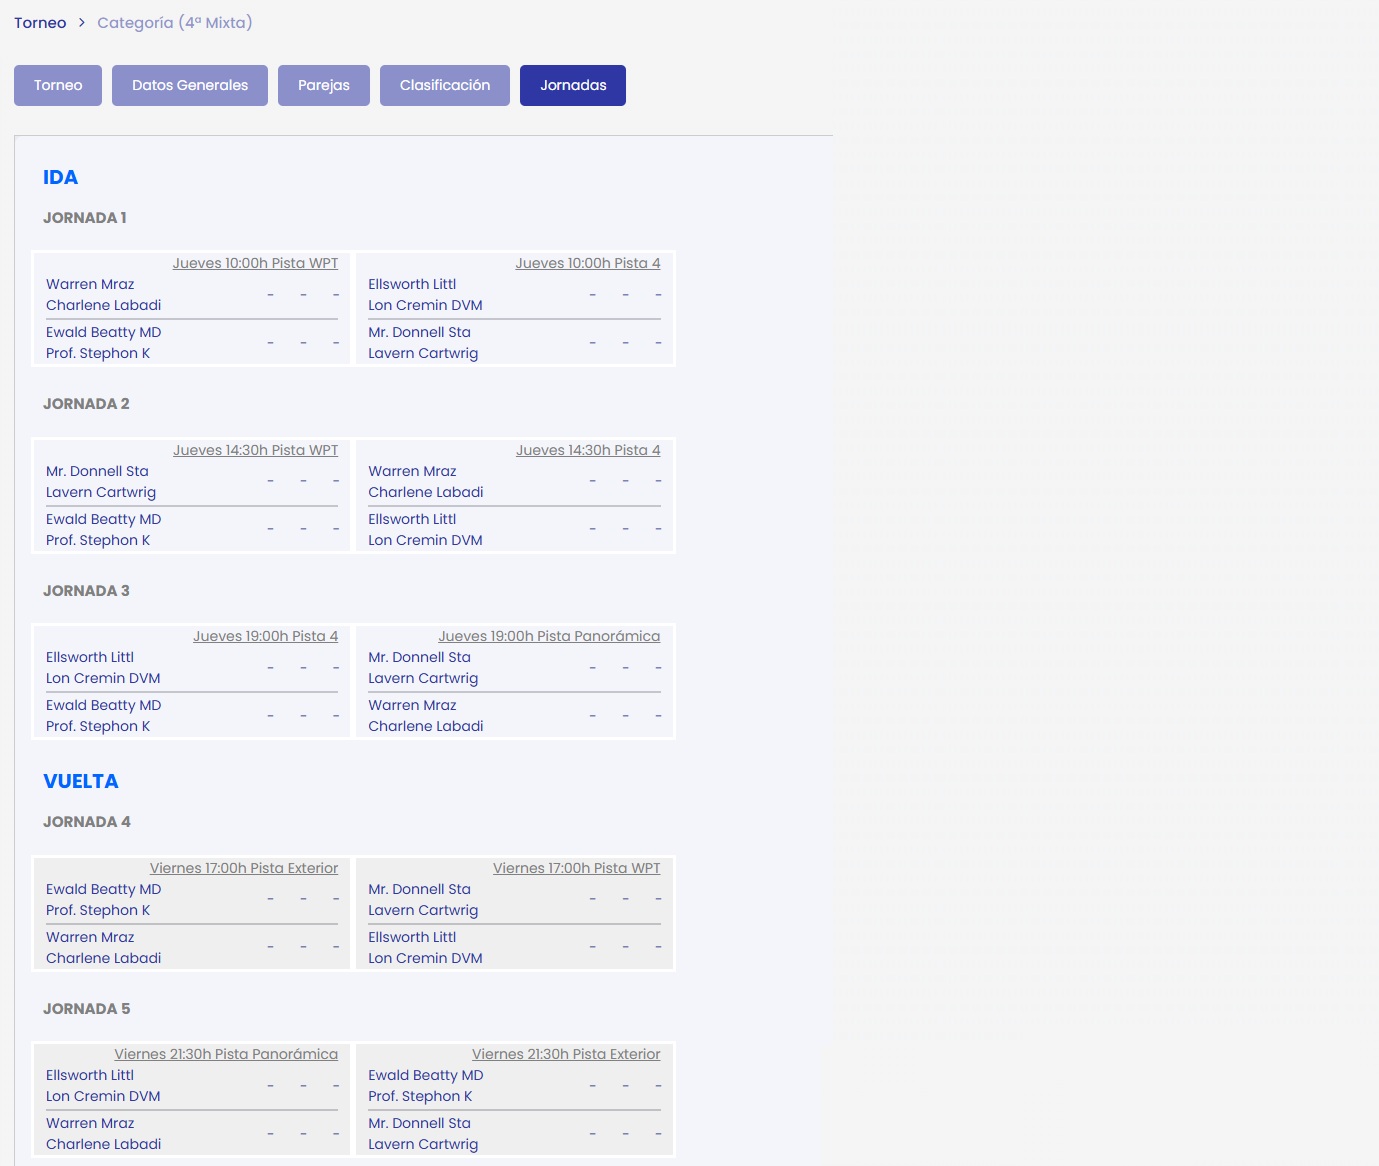 Torneo > Categoría (4ª Mixta)
Torneo Datos Generales Parejas Clasificación Jornadas
IDA
JORNADA 1
Jueves 10:00h Pista WPT
Warren Mraz
Charlene Labadi
- - -
Ewald Beatty MD
Prof. Stephon K
- - -
Jueves 10:00h Pista 4
Ellsworth Littl
Lon Cremin DVM
- - -
Mr. Donnell Sta
Lavern Cartwrig
- - -
JORNADA 2
Jueves 14:30h Pista WPT
Mr. Donnell Sta
Lavern Cartwrig
- - -
Ewald Beatty MD
Prof. Stephon K
- - -
Jueves 14:30h Pista 4
Warren Mraz
Charlene Labadi
- - -
Ellsworth Littl
Lon Cremin DVM
- - -
JORNADA 3
Jueves 19:00h Pista 4
Ellsworth Littl
Lon Cremin DVM
- - -
Ewald Beatty MD
Prof. Stephon K
- - -
Jueves 19:00h Pista Panorámica
Mr. Donnell Sta
Lavern Cartwrig
- - -
Warren Mraz
Charlene Labadi
- - -
VUELTA
JORNADA 4
Viernes 17:00h Pista Exterior
Ewald Beatty MD
Prof. Stephon K
- - -
Warren Mraz
Charlene Labadi
- - -
Viernes 17:00h Pista WPT
Mr. Donnell Sta
Lavern Cartwrig
- - -
Ellsworth Littl
Lon Cremin DVM
- - -
JORNADA 5
Viernes 21:30h Pista Panorámica
Ellsworth Littl
Lon Cremin DVM
- - -
Warren Mraz
Charlene Labadi
- - -
Viernes 21:30h Pista Exterior
Ewald Beatty MD
Prof. Stephon K
- - -
Mr. Donnell Sta
Lavern Cartwrig
- - -